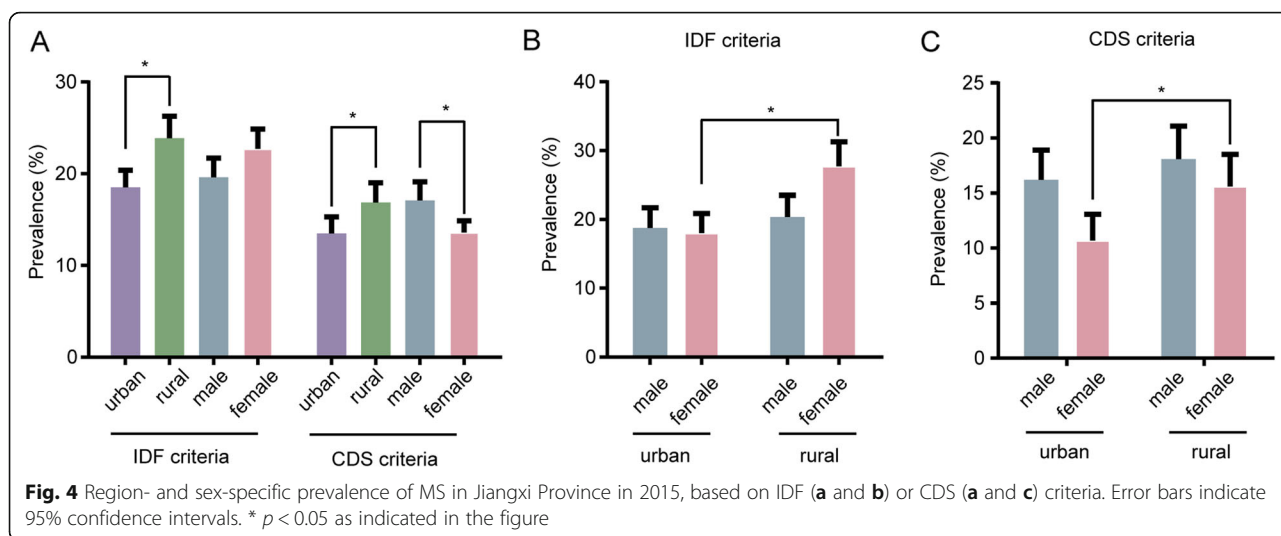 A
Prevalence (%)
30
20
10
0
*
*
*
urban
rural
male
female
urban
rural
male
female
IDF criteria
CDS criteria
B
IDF criteria
Prevalence (%)
40
30
20
10
0
*
male
female
male
female
urban
rural
C
CDS criteria
Prevalence (%)
25
20
15
10
5
0
*
male
female
male
female
urban
rural
Fig. 4 Region- and sex-specific prevalence of MS in Jiangxi Province in 2015, based on IDF (a and b) or CDS (a and c) criteria. Error bars indicate
95% confidence intervals. * p < 0.05 as indicated in the figure